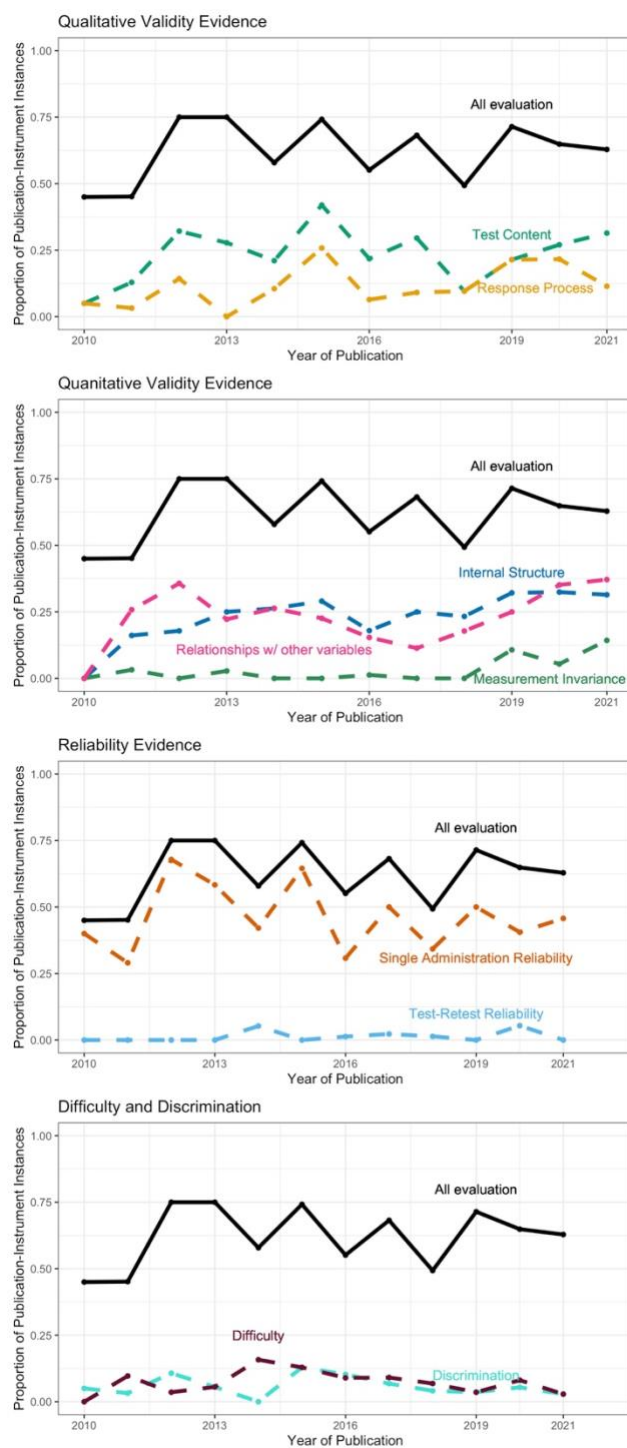 Qualitative Validity Evidence
Proportion of Publication-Instrument Instances
1.00
0.75
0.50
0.25
0.00
All evaluation
Test Content
Response Process
2010
2013
2016
2019
2021
Year of Publication
Quanitative Validity Evidence
Proportion of Publication-Instrument Instances
1.00
0.75
0.50
0.25
0.00
All evaluation
Internal Structure
Relationships w/ other variables
Measurement Invariance
2010
2013
2016
2019
2021
Year of Publication
Reliability Evidence
Proportion of Publication-Instrument Instances
1.00
0.75
0.50
0.25
0.00
All evaluation
Single Administration Reliability
Test-Retest Reliability
2010
2013
2016
2019
2021
Year of Publication
Difficulty and Discrimination
Proportion of Publication-Instrument Instances
1.00
0.75
0.50
0.25
0.00
All evaluation
Difficulty
Discrimination
2010
2013
2016
2019
2021
Year of Publication